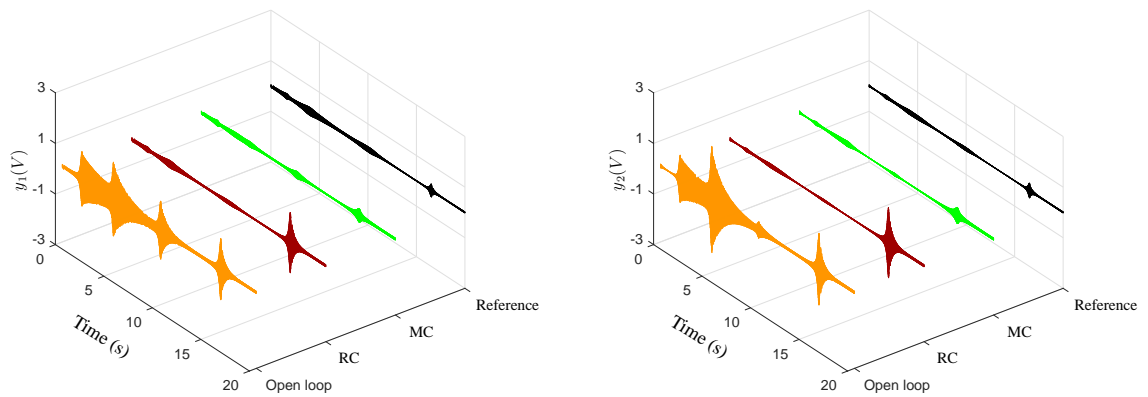 3
1
-1
-3
y₁(V)
0
5
10
15
20
Time (s)
Open loop
RC
MC
Reference
3
1
-1
-3
y₂(V)
0
5
10
15
20
Time (s)
Open loop
RC
MC
Reference